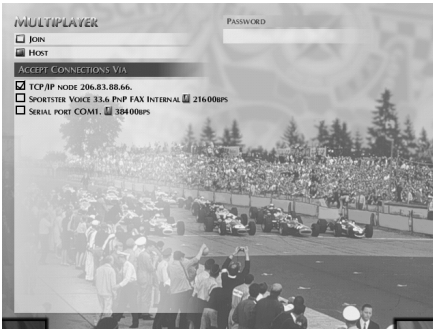 MULTIPLAYER
JOIN
HOST
ACCEPT CONNECTIONS VIA
TCP/IP NODE 206.83.88.66.
SPORTSTER VOICE 33.6 PNP FAX INTERNAL 21600BPS
SERIAL PORT COM1. 38400BPS
PASSWORD